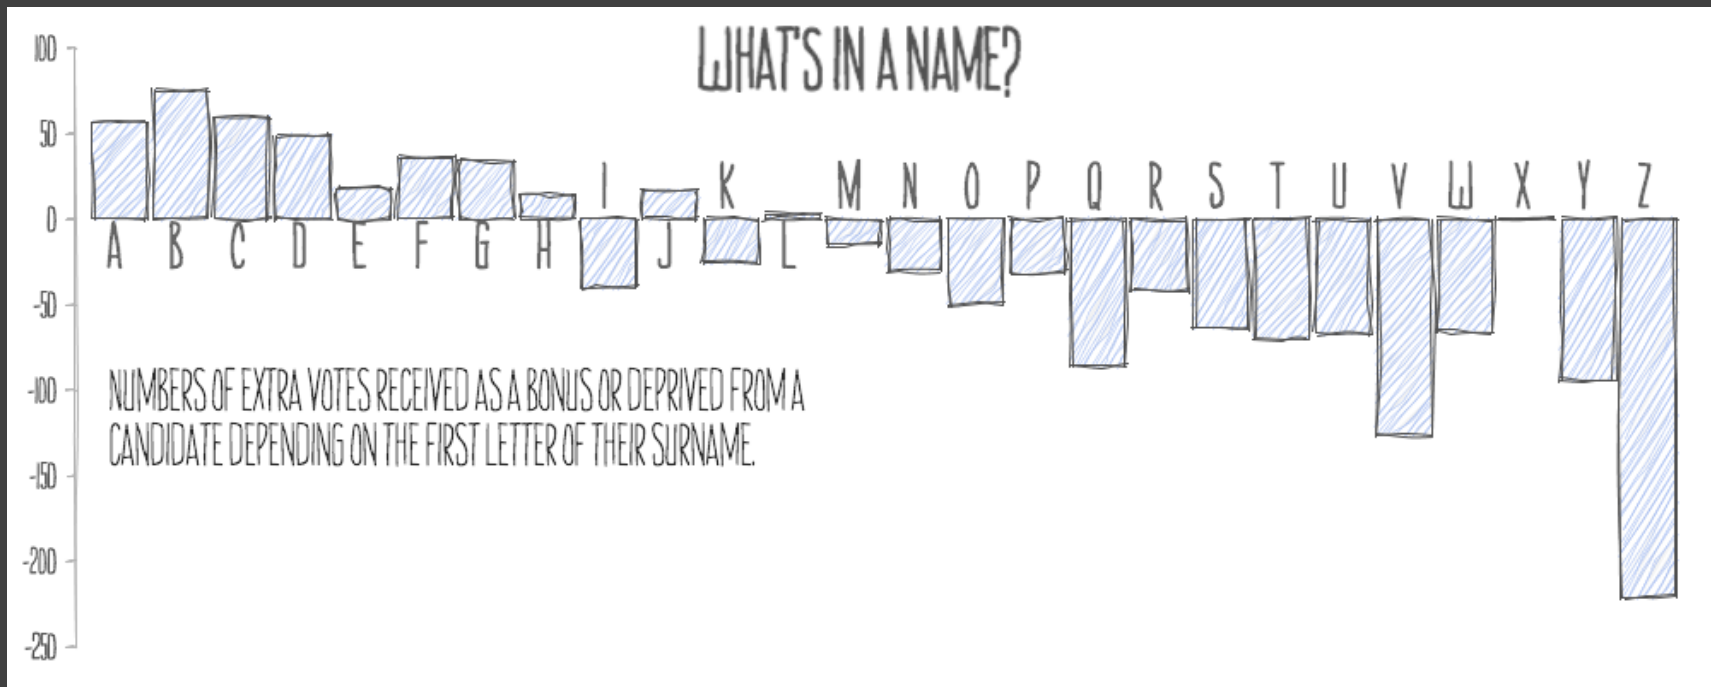 WHAT'S IN A NAME?
100
50
0
-50
-100
-150
-200
-250
A B C D E F G H I J K L M N O P Q R S T U V W X Y Z
NUMBERS OF EXTRA VOTES RECEIVED AS A BONUS OR DEPRIVED FROM A
CANDIDATE DEPENDING ON THE FIRST LETTER OF THEIR SURNAME.